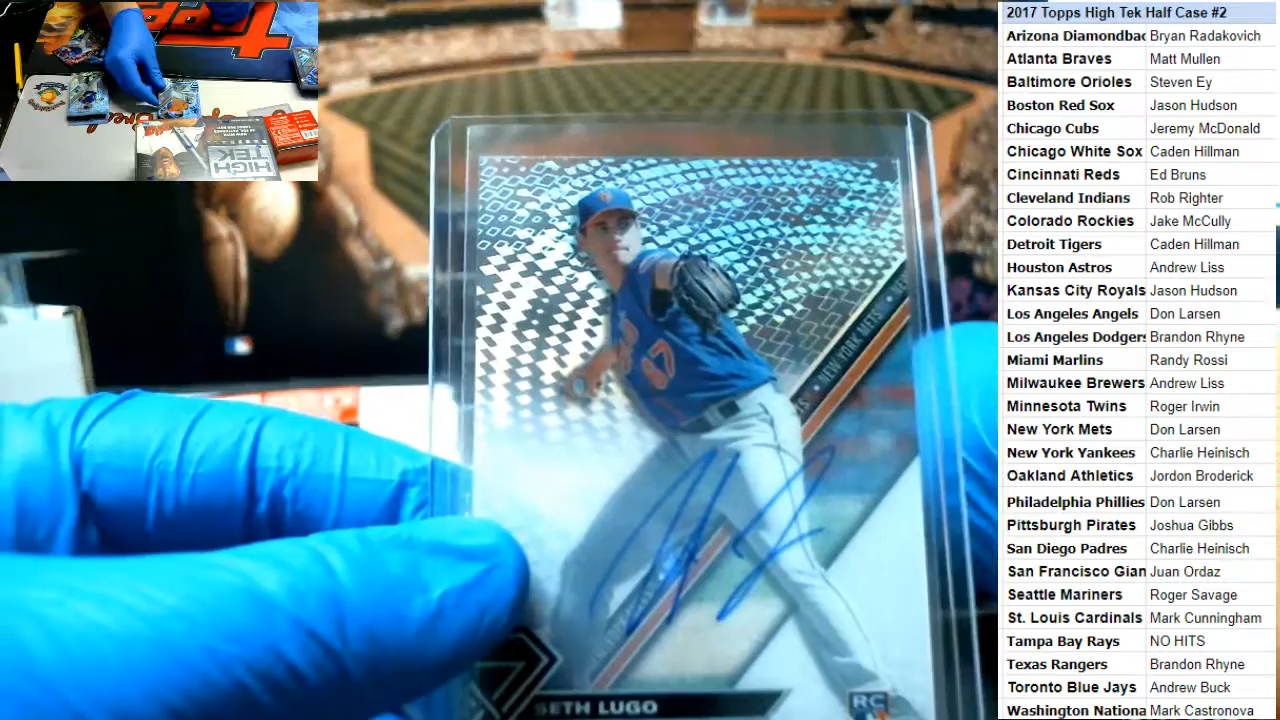 2017 Topps High Tek Half Case #2
Arizona Diamondbac Bryan Radakovich
Atlanta Braves Matt Mullen
Baltimore Orioles Steven Ey
Boston Red Sox Jason Hudson
Chicago Cubs Jeremy McDonald
Chicago White Sox Caden Hillman
Cincinnati Reds Ed Bruns
Cleveland Indians Rob Righter
Colorado Rockies Jake McCully
Detroit Tigers Caden Hillman
Houston Astros Andrew Liss
Kansas City Royals Jason Hudson
Los Angeles Angels Don Larsen
Los Angeles Dodgers Brandon Rhyne
Miami Marlins Randy Rossi
Milwaukee Brewers Andrew Liss
Minnesota Twins Roger Irwin
New York Mets Don Larsen
New York Yankees Charlie Heinisch
Oakland Athletics Jordon Broderick
Philadelphia Phillies Don Larsen
Pittsburgh Pirates Joshua Gibbs
San Diego Padres Charlie Heinisch
San Francisco Gian Juan Ordaz
Seattle Mariners Roger Savage
St. Louis Cardinals Mark Cunningham
Tampa Bay Rays NO HITS
Texas Rangers Brandon Rhyne
Toronto Blue Jays Andrew Buck
Washington Nationa Mark Castronova
HIGH
TEK
NEW YORK METS
67
SETH LUGO
RC